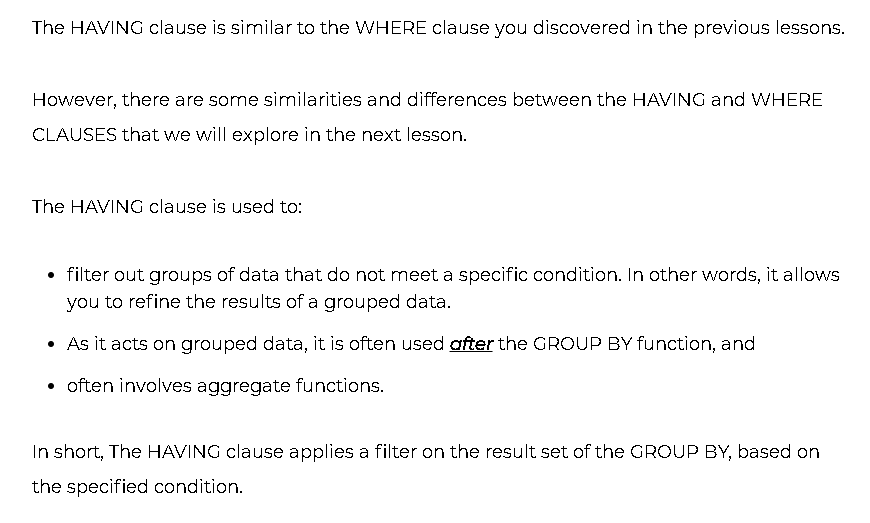 The HAVING clause is similar to the WHERE clause you discovered in the previous lessons.
However, there are some similarities and differences between the HAVING and WHERE
CLAUSES that we will explore in the next lesson.
The HAVING clause is used to:
• filter out groups of data that do not meet a specific condition. In other words, it allows
you to refine the results of a grouped data.
• As it acts on grouped data, it is often used after the GROUP BY function, and
• often involves aggregate functions.
In short, The HAVING clause applies a filter on the result set of the GROUP BY, based on
the specified condition.